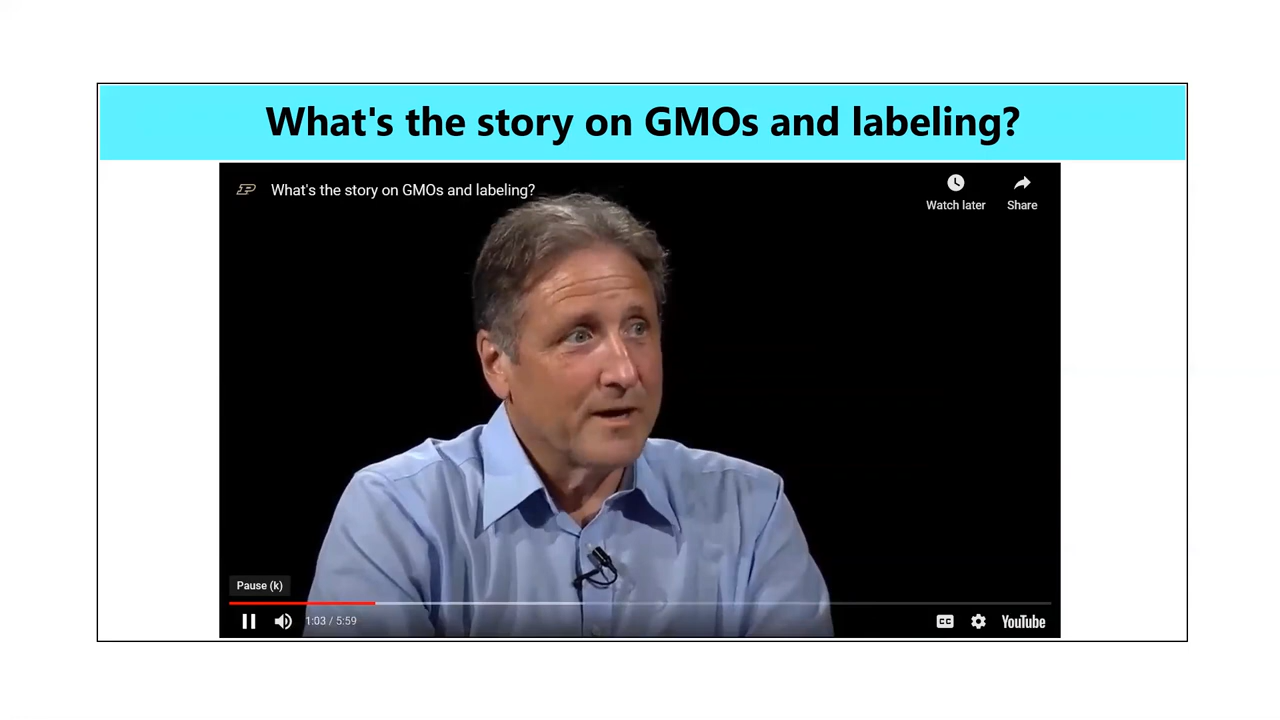 What's the story on GMOs and labeling?
What's the story on GMOs and labeling?
Watch later
Share
Pause (k)
1:03 / 5:59
CC
YouTube